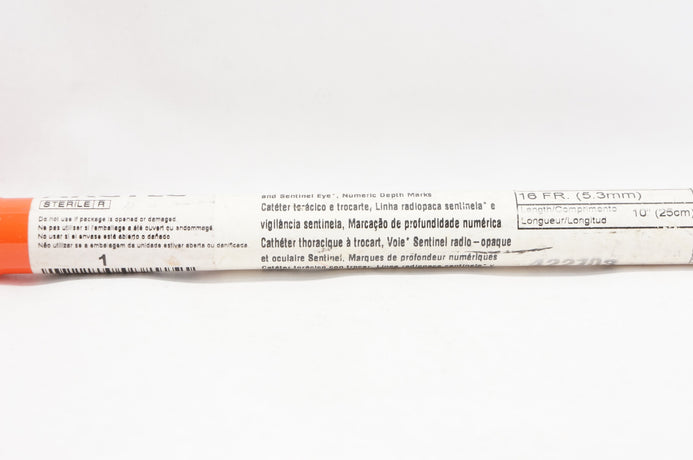 STERILE R
Do not use if package is opened or damaged.
Ne pas utiliser si l'embalage a été ouvert ou endommagé.
No usar si el envase está abierto o dañado.
Não utilizar se a embalagem da unidade estiver aberta ou danificada.
1
and Sentinel Eye*, Numeric Depth Marks
Catéter torácico e trocarte, Linha radiopaca sentinela* e
vigilância sentinela, Marcação de profundidade numérica
Cathéter thoracique à trocart, Voie* Sentinel radio-opaque
et oculaire Sentinel, Marques de profondeur numériques
16 FR. (5.3mm)
Length/Comprimento
Longueur/Longitud
10" (25cm)